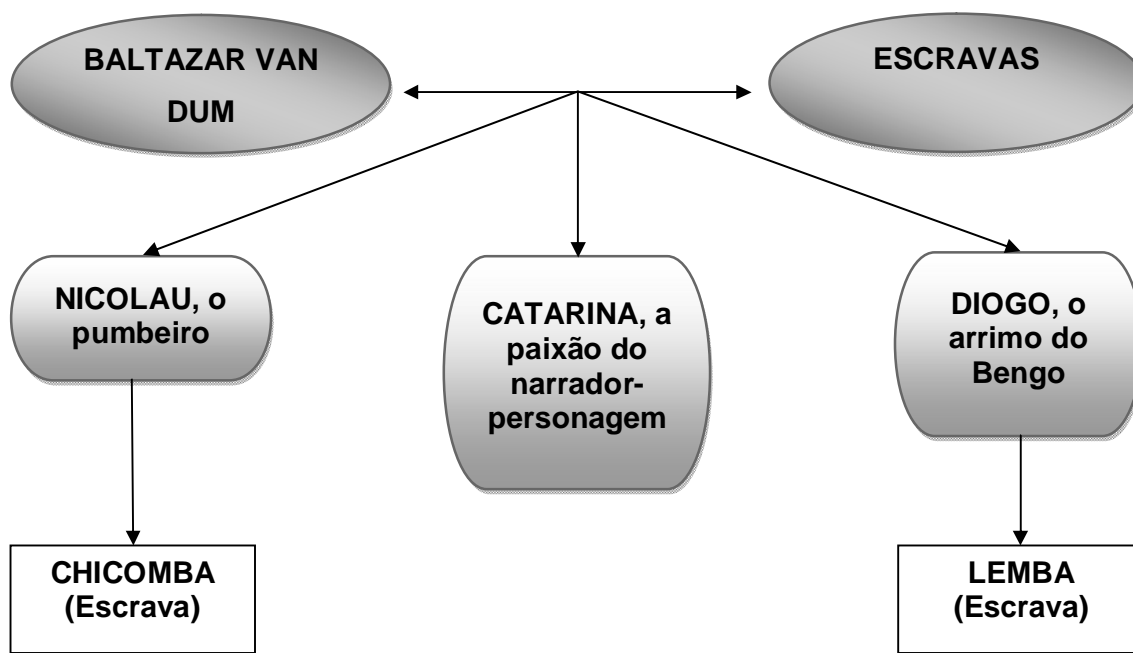 BALTAZAR VAN
DUM
ESCRAVAS
NICOLAU, o
pumbeiro
CATARINA, a
paixão do
narrador-
personagem
DIOGO, o
arrimo do
Bengo
CHICOMBA
(Escrava)
LEMBA
(Escrava)